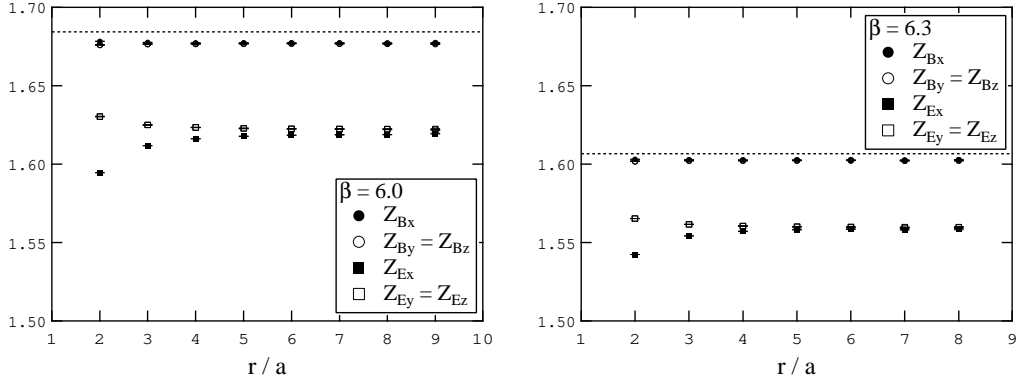 1.70
1.65
1.60
1.55
1.50
1 2 3 4 5 6 7 8 9 10
r / a
β = 6.0
Z_Bx
Z_By = Z_Bz
Z_Ex
Z_Ey = Z_Ez
1.70
1.65
1.60
1.55
1.50
1 2 3 4 5 6 7 8 9
r / a
β = 6.3
Z_Bx
Z_By = Z_Bz
Z_Ex
Z_Ey = Z_Ez